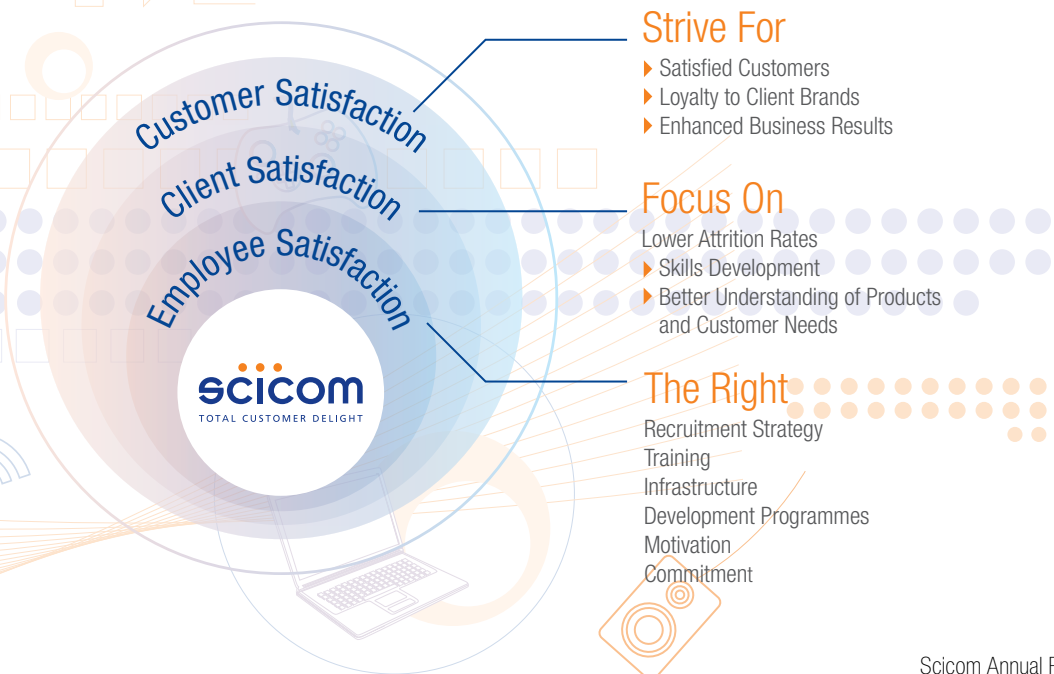 Customer Satisfaction
Client Satisfaction
Employee Satisfaction
scicom
TOTAL CUSTOMER DELIGHT
Strive For
Satisfied Customers
Loyalty to Client Brands
Enhanced Business Results
Focus On
Lower Attrition Rates
Skills Development
Better Understanding of Products
and Customer Needs
The Right
Recruitment Strategy
Training
Infrastructure
Development Programmes
Motivation
Commitment
Scicom Annual